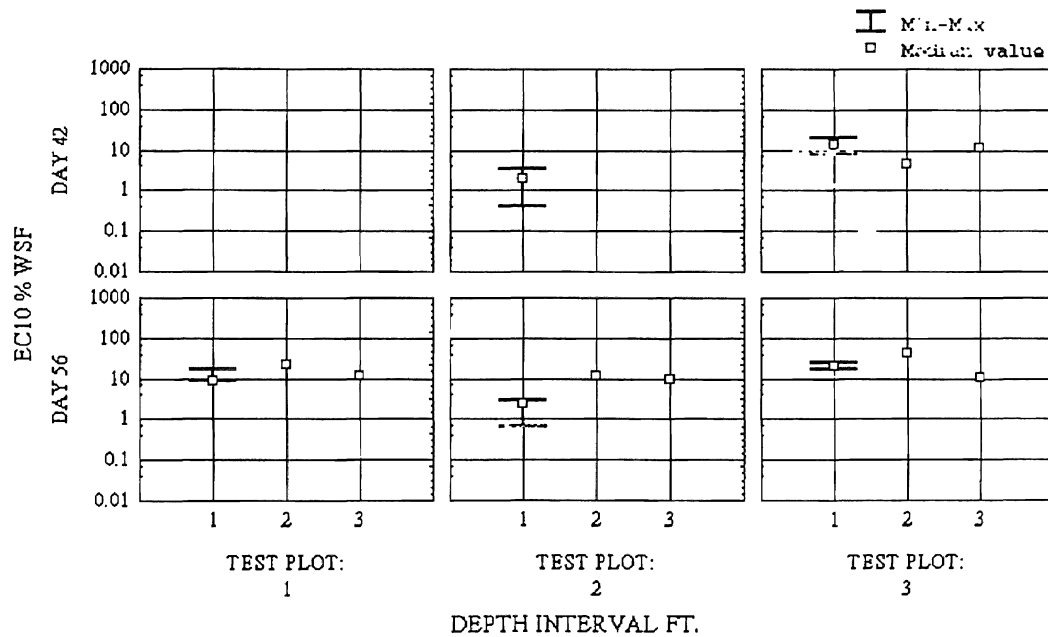 value
1000
100
10
1
0.1
0.01
DAY 42
EC10 % WSF
1000
100
10
1
0.1
0.01
DAY 56
1 2 3 1 2 3 1 2 3
TEST PLOT: TEST PLOT: TEST PLOT:
1 2 3
DEPTH INTERVAL FT.